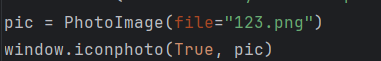 pic = PhotoImage(file="123.png")
window.iconphoto(True, pic)